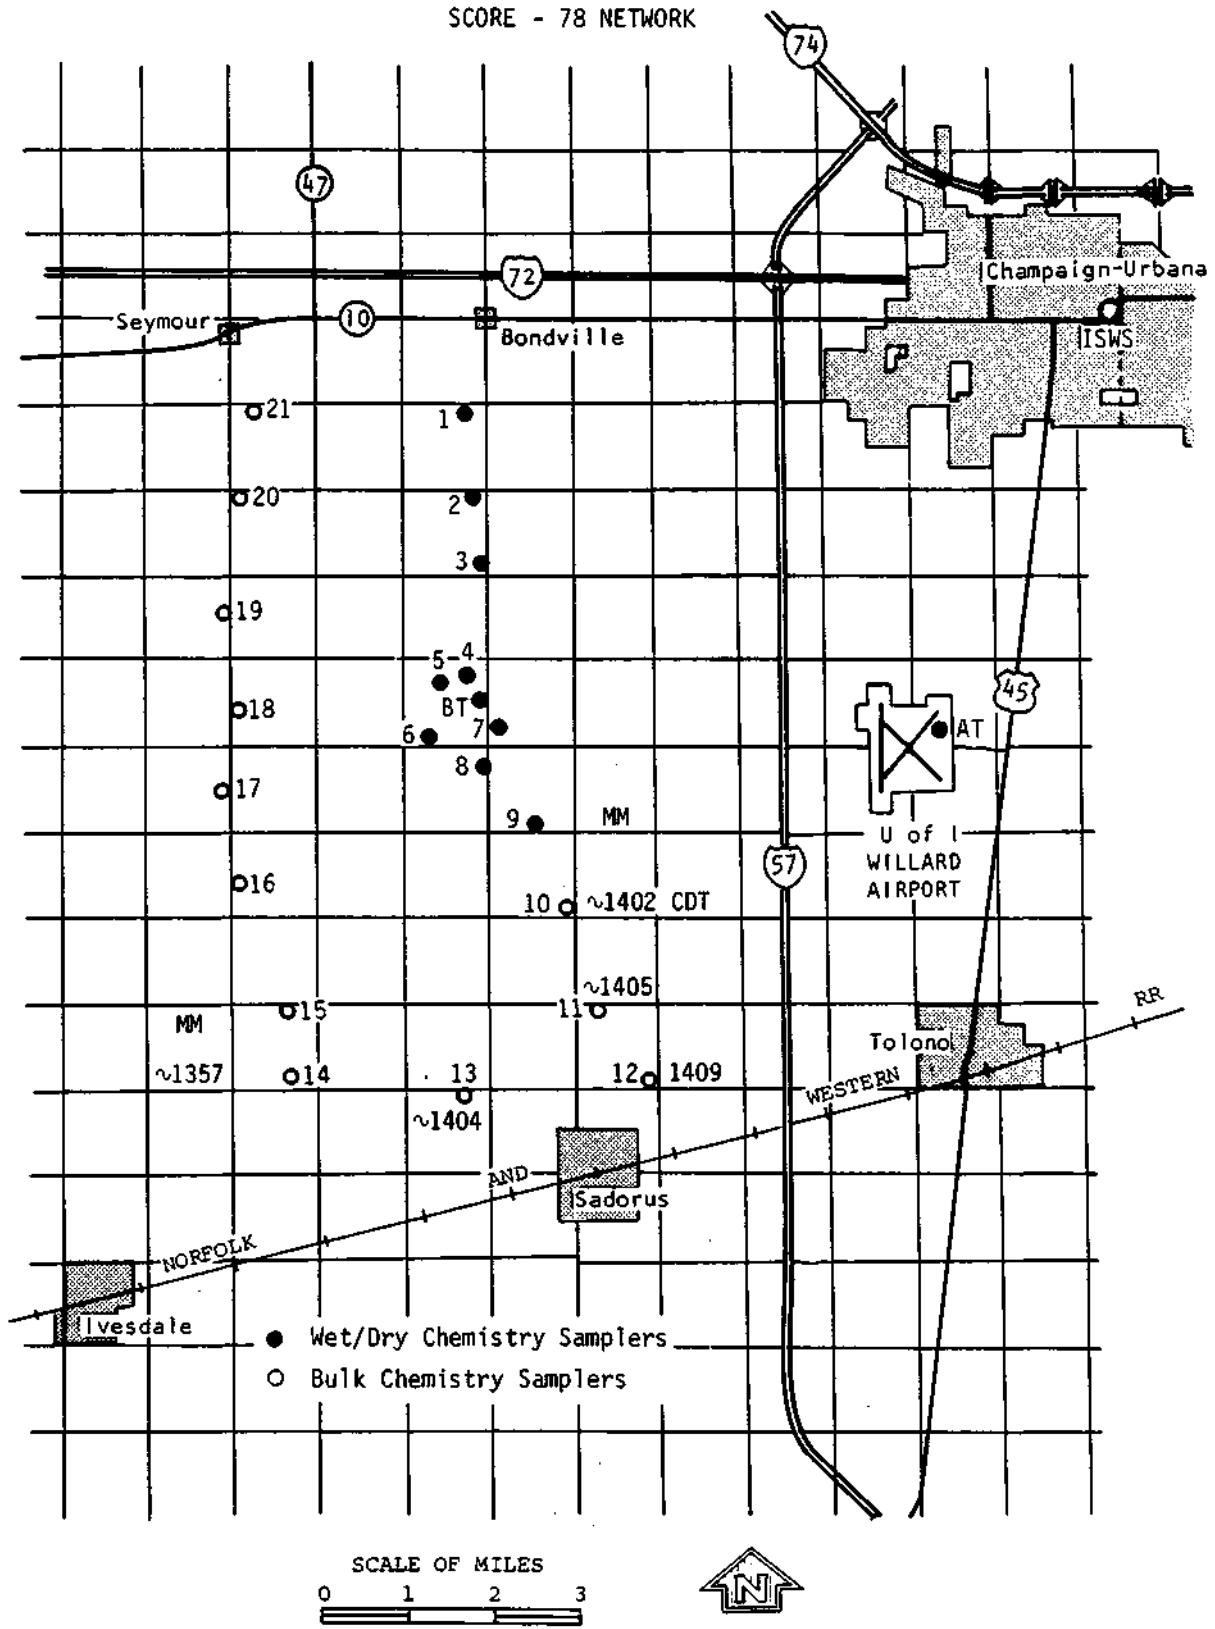 SCORE - 78 NETWORK
74
47
72
Champaign-Urbana
Seymour
10
Bondville
ISWS
21
1
20
2
3
19
5
4
45
18
BT
7
AT
6
8
17
9
MM
U of I
WILLARD
AIRPORT
57
16
10 ~1402 CDT
~1405
15
11
RR
MM
Tolono
~1357
14
13
12
1409
WESTERN
~1404
AND
Sadorus
NORFOLK
Ivesdale
Wet/Dry Chemistry Samplers
Bulk Chemistry Samplers
SCALE OF MILES
0 1 2 3
N